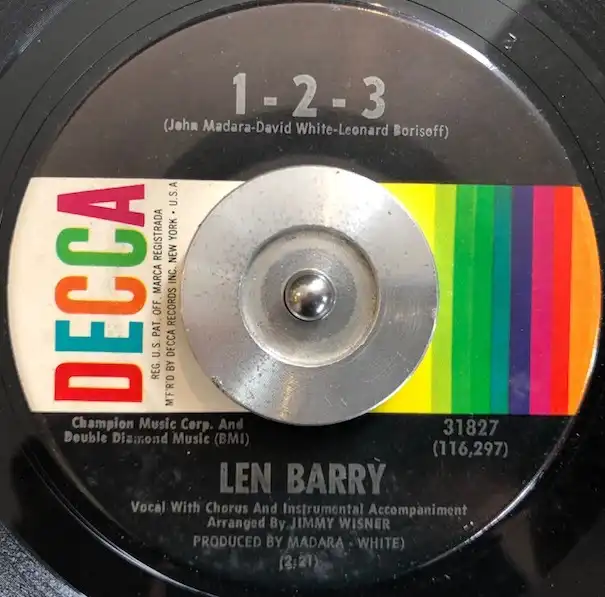 1-2-3
(John Madara-David White-Leonard Borisoff)
DECCA
REG. U.S. PAT. OFF. MARCA REGISTRADA
M'F'R'D BY DECCA RECORDS INC. NEW YORK • U.S.A
Champion Music Corp. And
Double Diamond Music (BMI)
31827
(116,297)
LEN BARRY
Vocal With Chorus And Instrumental Accompaniment
Arranged By JIMMY WISNER
PRODUCED BY MADARA - WHITE)
(2:21)